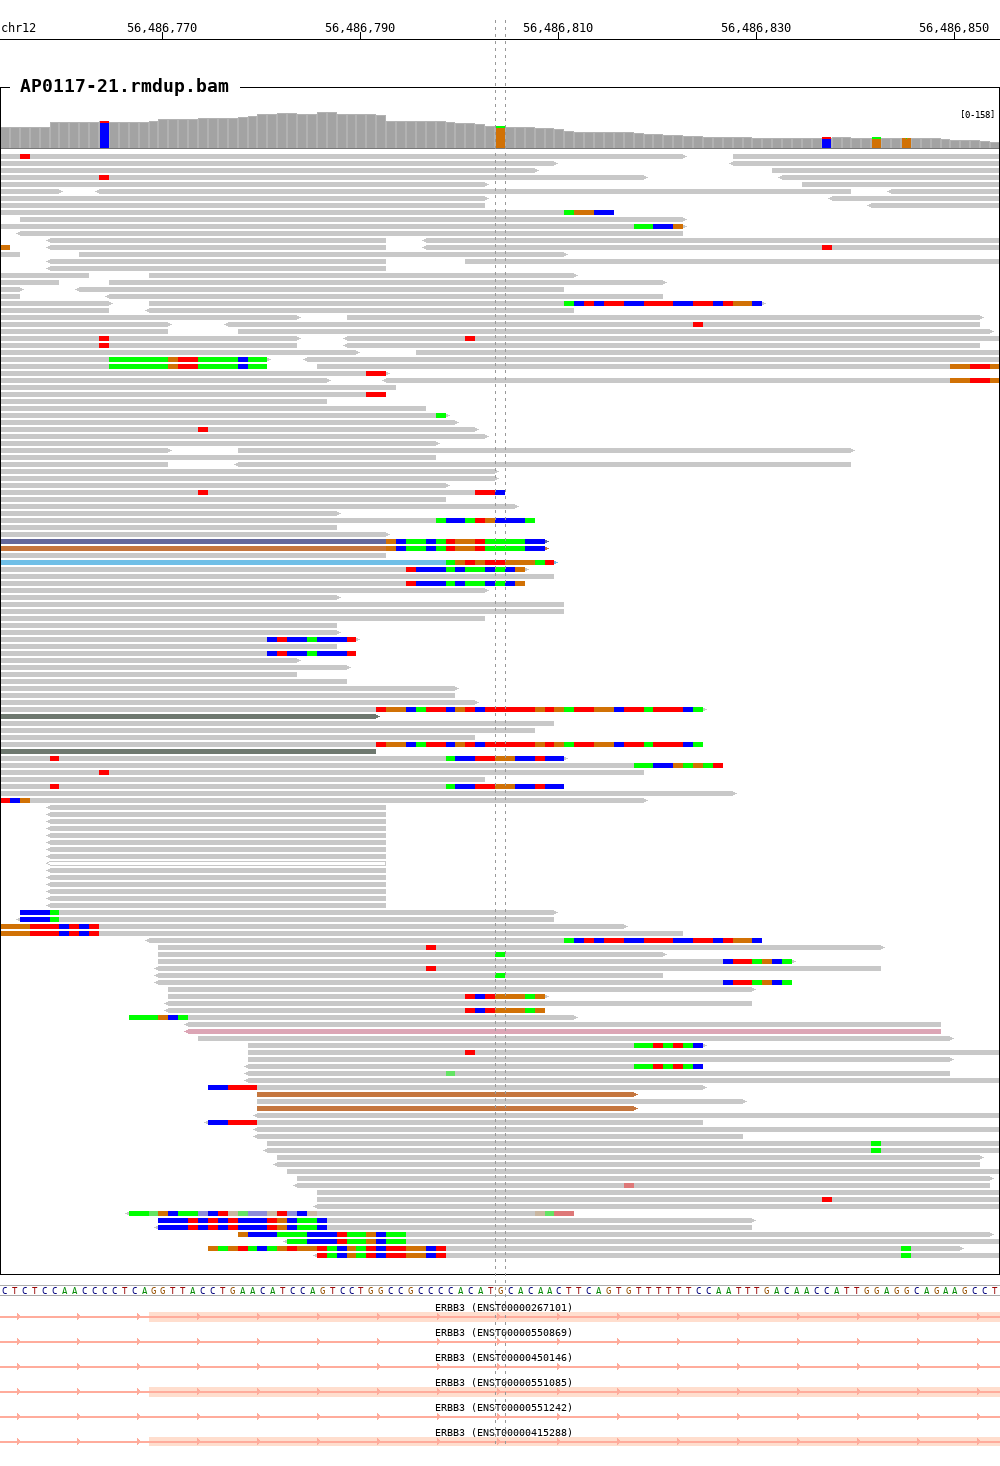 chr12 56,486,770 56,486,790 56,486,810 56,486,830 56,486,850
AP0117-21.rmdup.bam
[0-158]
CTCTCCAACCCCTCAGGTTACCTGAACATCCAGTCCTGGCCGCCCCACATGCACAACTTCAGTGTTTTTTCCAATTTGACAACCATTGGAGGCAGAAGCCT
ERBB3 (ENST00000267101)
ERBB3 (ENST00000550869)
ERBB3 (ENST00000450146)
ERBB3 (ENST00000551085)
ERBB3 (ENST00000551242)
ERBB3 (ENST00000415288)